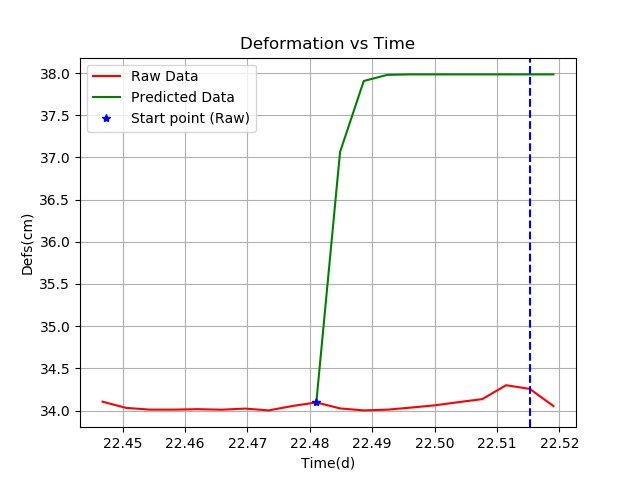 Deformation vs Time
Raw Data
Predicted Data
Start point (Raw)
Defs(cm)
38.0
37.5
37.0
36.5
36.0
35.5
35.0
34.5
34.0
22.45 22.46 22.47 22.48 22.49 22.50 22.51 22.52
Time(d)